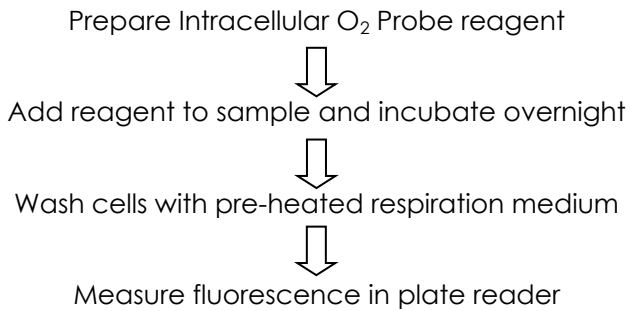 Prepare Intracellular O₂ Probe reagent
Add reagent to sample and incubate overnight
Wash cells with pre-heated respiration medium
Measure fluorescence in plate reader